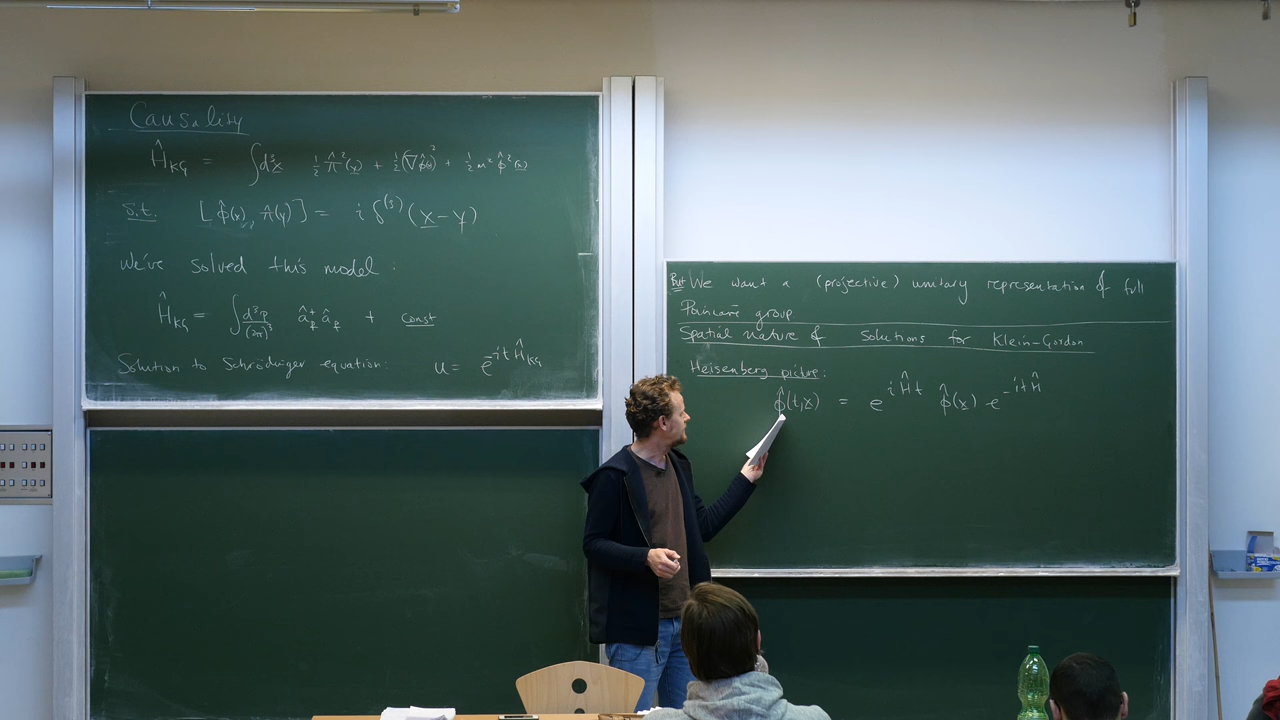 Causality
Ĥ_KG = ∫d³x ½ π̂²(x) + ½(∇φ̂(x))² + ½ m² φ̂²(x)
s.t. [φ̂(x), π̂(y)] = i δ⁽³⁾(x-y)
We've solved this model:
Ĥ_KG = ∫ d³p/(2π)³ â†_p â_p + const
Solution to Schrödinger equation: u = e^{-itĤ_KG}
But We want a (projective) unitary representation of full
Poincaré group
Spatial nature of solutions for Klein-Gordon
Heisenberg picture:
φ̂(t,x) = e^{iĤt} φ̂(x) e^{-itĤ}